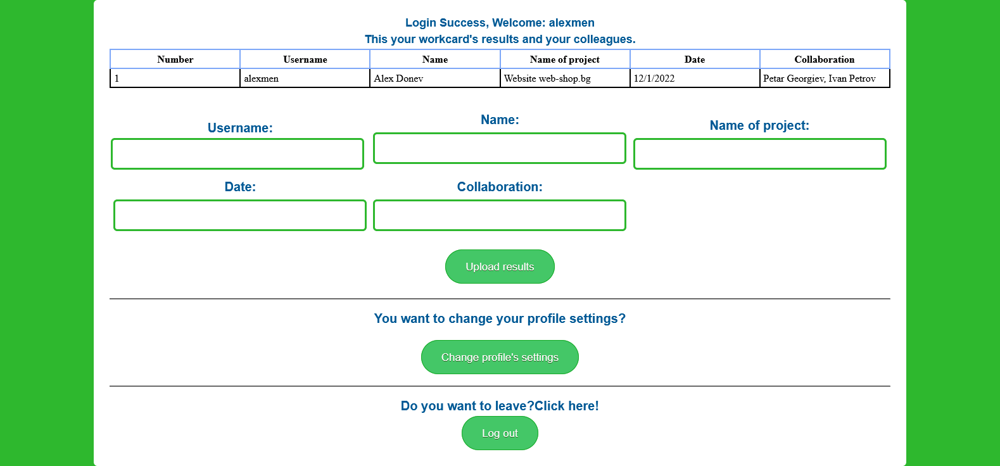 Login Success, Welcome: alexmen
This your workcard's results and your colleagues.
Number Username Name Name of project Date Collaboration
1 alexmen Alex Donev Website web-shop.bg 12/1/2022 Petar Georgiev, Ivan Petrov
Username: Name: Name of project:
Date: Collaboration:
Upload results
You want to change your profile settings?
Change profile's settings
Do you want to leave?Click here!
Log out